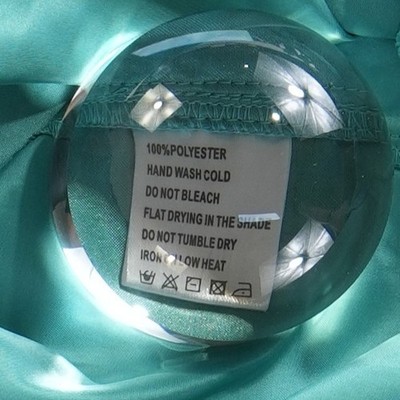 100%POLYESTER
HAND WASH COLD
DO NOT BLEACH
FLAT DRYING IN THE SHADE
DO NOT TUMBLE DRY
IRON LOW HEAT